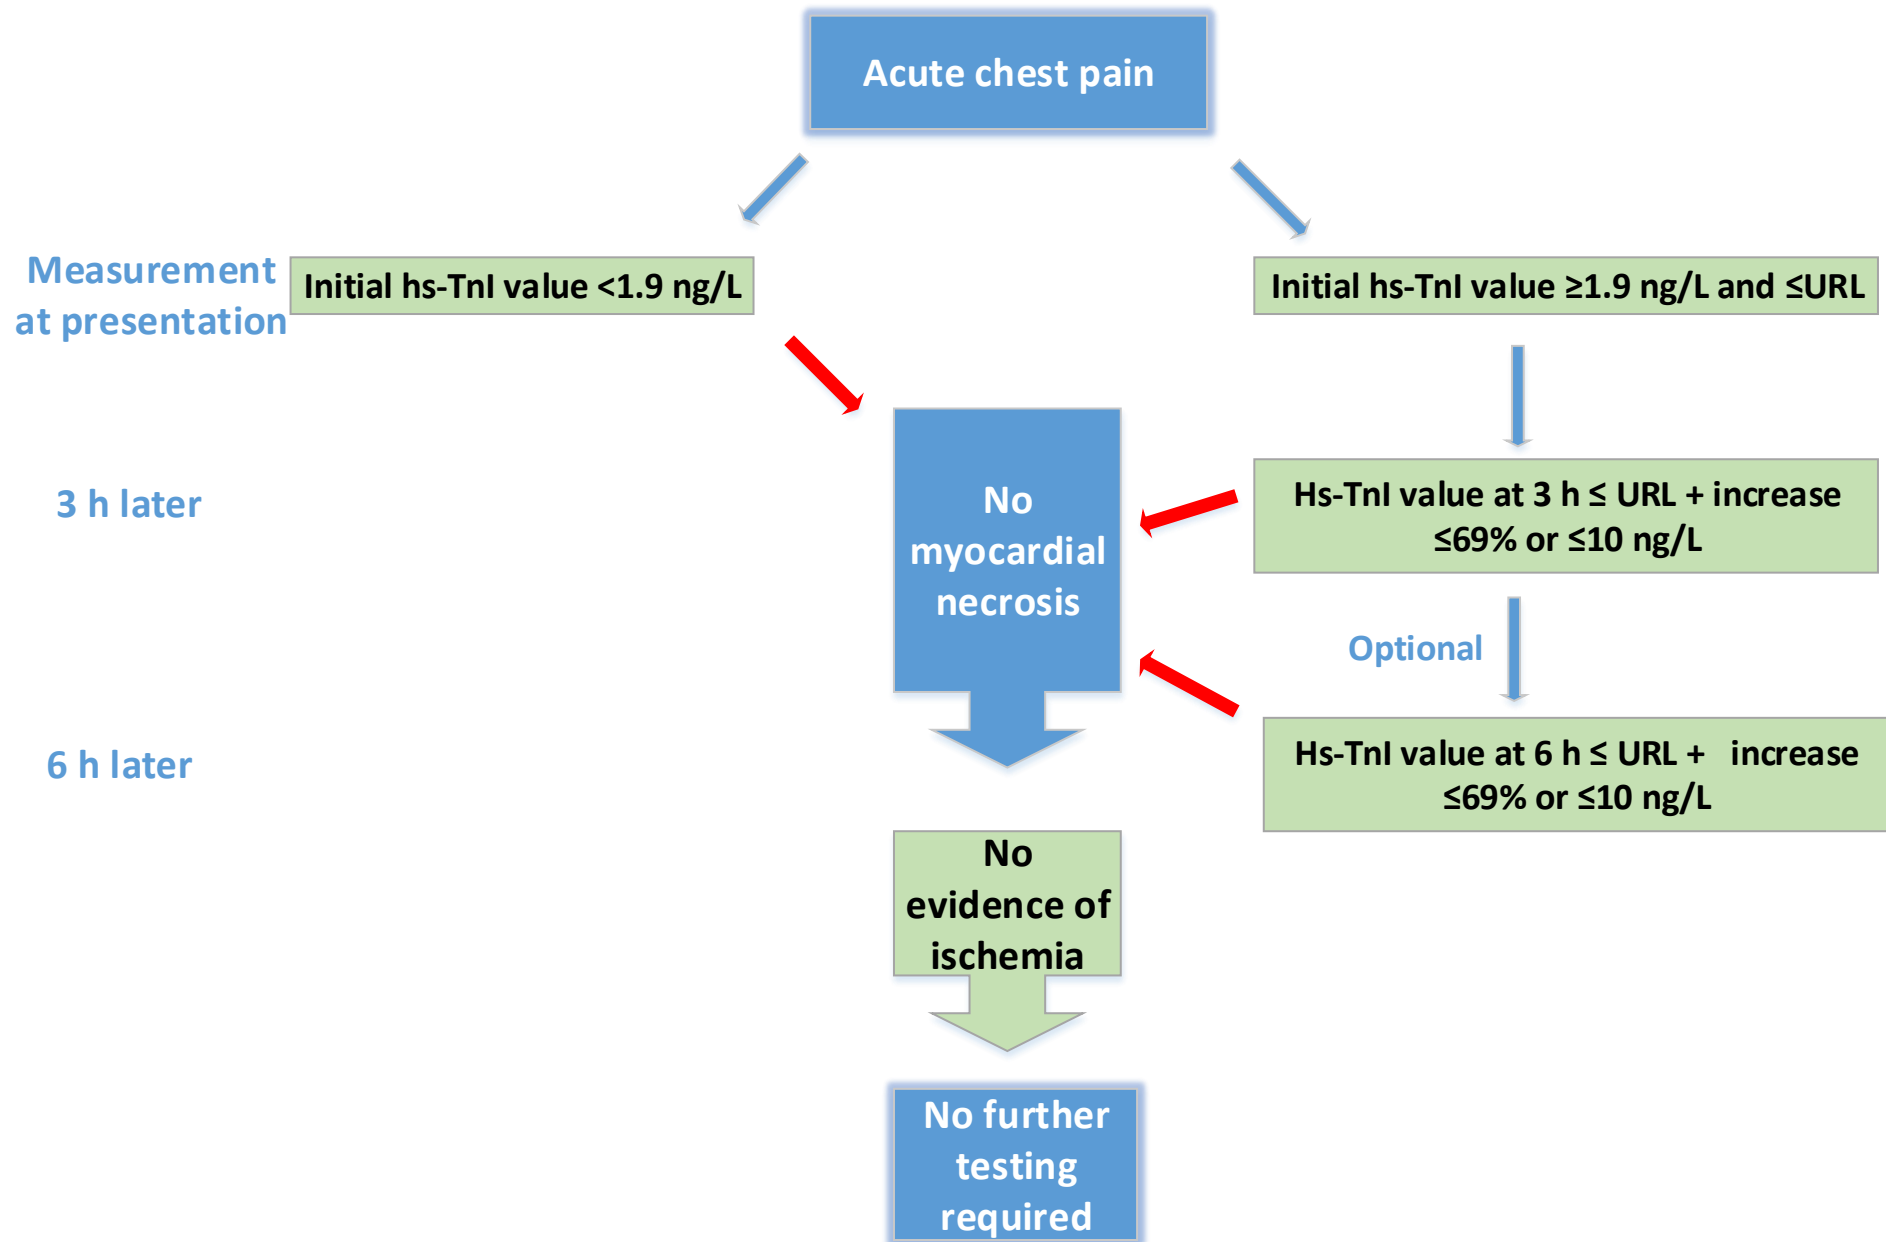 Acute chest pain
Measurement
at presentation
Initial hs-TnI value <1.9 ng/L
Initial hs-TnI value ≥1.9 ng/L and ≤URL
3 h later
No
myocardial
necrosis
Hs-TnI value at 3 h ≤ URL + increase
≤69% or ≤10 ng/L
Optional
6 h later
Hs-TnI value at 6 h ≤ URL + increase
≤69% or ≤10 ng/L
No
evidence of
ischemia
No further
testing
required